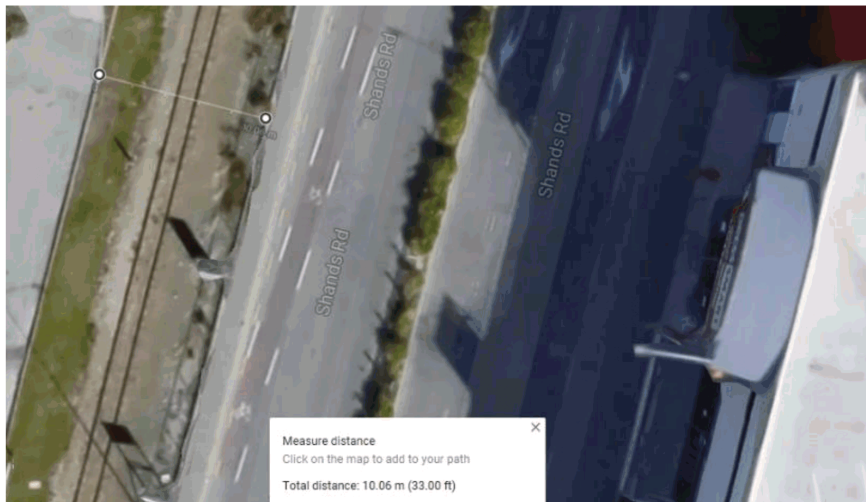 Shands Rd
Shands Rd
Shands Rd
Measure distance
Click on the map to add to your path
Total distance: 10.06 m (33.00 ft)